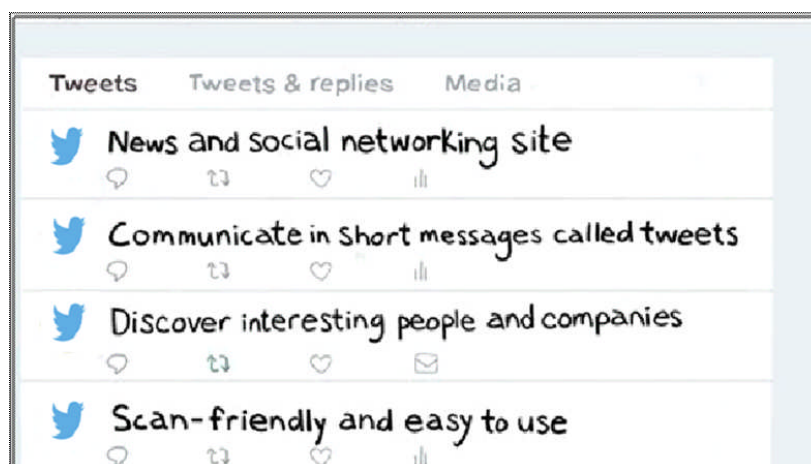 Tweets Tweets & replies Media
News and social networking site
Communicate in short messages called tweets
Discover interesting people and companies
Scan-friendly and easy to use